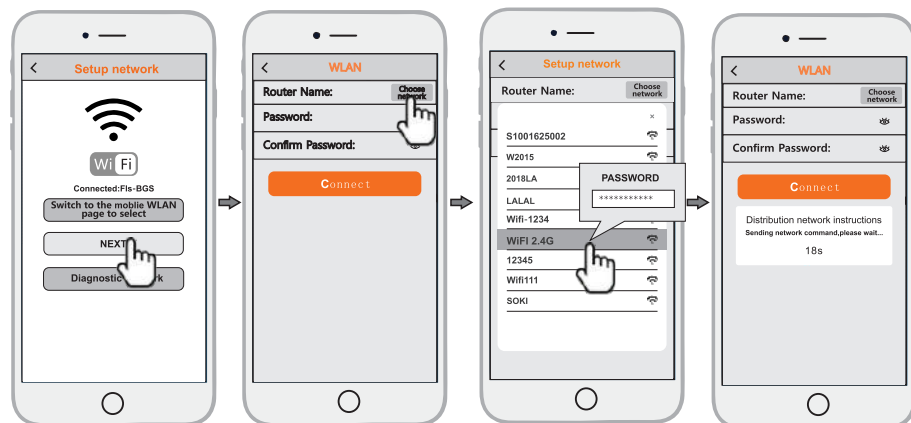 Setup network
Wi Fi
Connected:Fls-BGS
Switch to the moblie WLAN
page to select
NEXT
Diagnostic
k
WLAN
Router Name:
Choose
network
Password:
Confirm Password:
Connect
Setup network
Router Name:
Choose
network
×
S1001625002
W2015
2018LA
LALAL
Wifi-1234
WiFI 2.4G
12345
Wifi111
SOKI
PASSWORD
***********
WLAN
Router Name:
Choose
network
Password:
Confirm Password:
Connect
Distribution network instructions
Sending network command,please wait...
18s